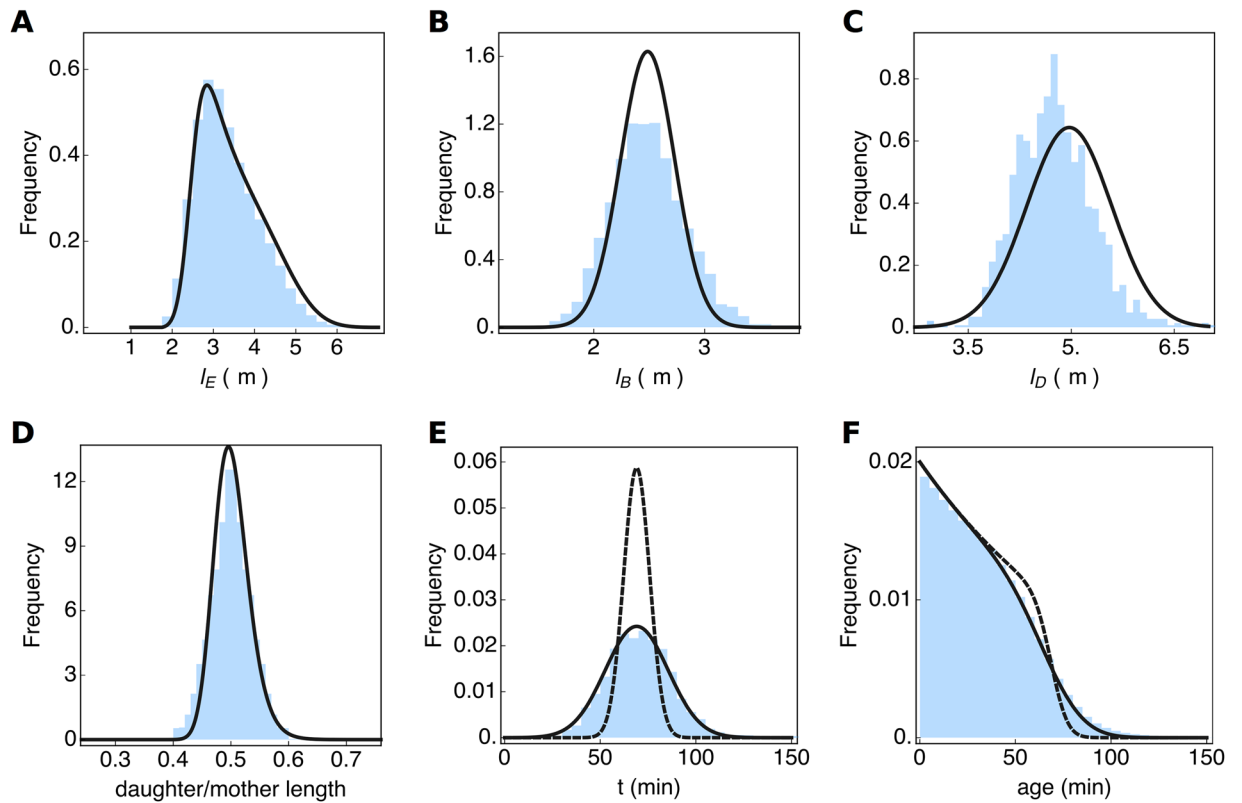 A
B
C
Frequency
0.6
0.4
0.2
0.
1 2 3 4 5 6
l_E ( m )
Frequency
1.6
1.2
0.8
0.4
0.
2 3
l_B ( m )
Frequency
0.8
0.6
0.4
0.2
0.
3.5 5. 6.5
l_D ( m )
D
E
F
Frequency
12
9
6
3
0
0.3 0.4 0.5 0.6 0.7
daughter/mother length
Frequency
0.06
0.05
0.04
0.03
0.02
0.01
0.
0 50 100 150
t (min)
Frequency
0.02
0.01
0.
0 50 100 150
age (min)